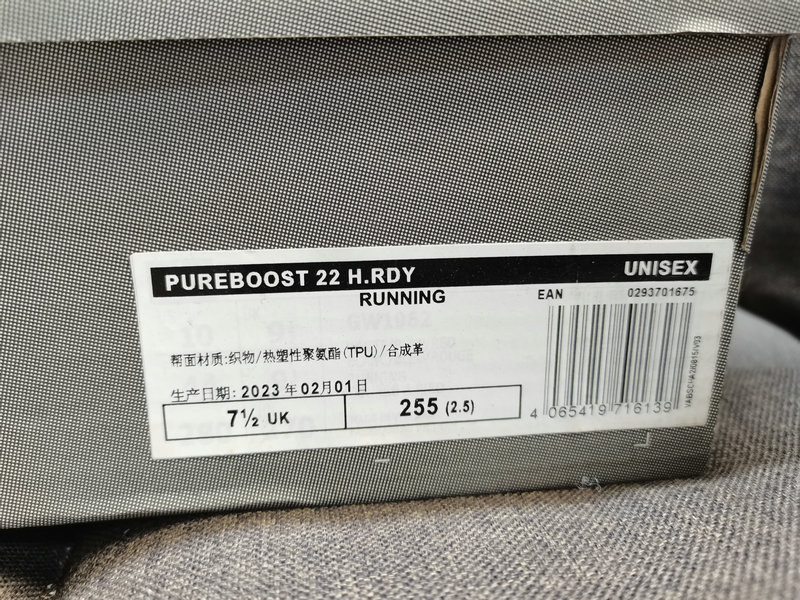 PUREBOOST 22 H.RDY UNISEX
RUNNING
EAN 0293701675
帮面材质:织物/热塑性聚氨酯(TPU)/合成革
生产日期: 2023 年 02月 01日
7½ UK 255 (2.5)
4 065419 716139